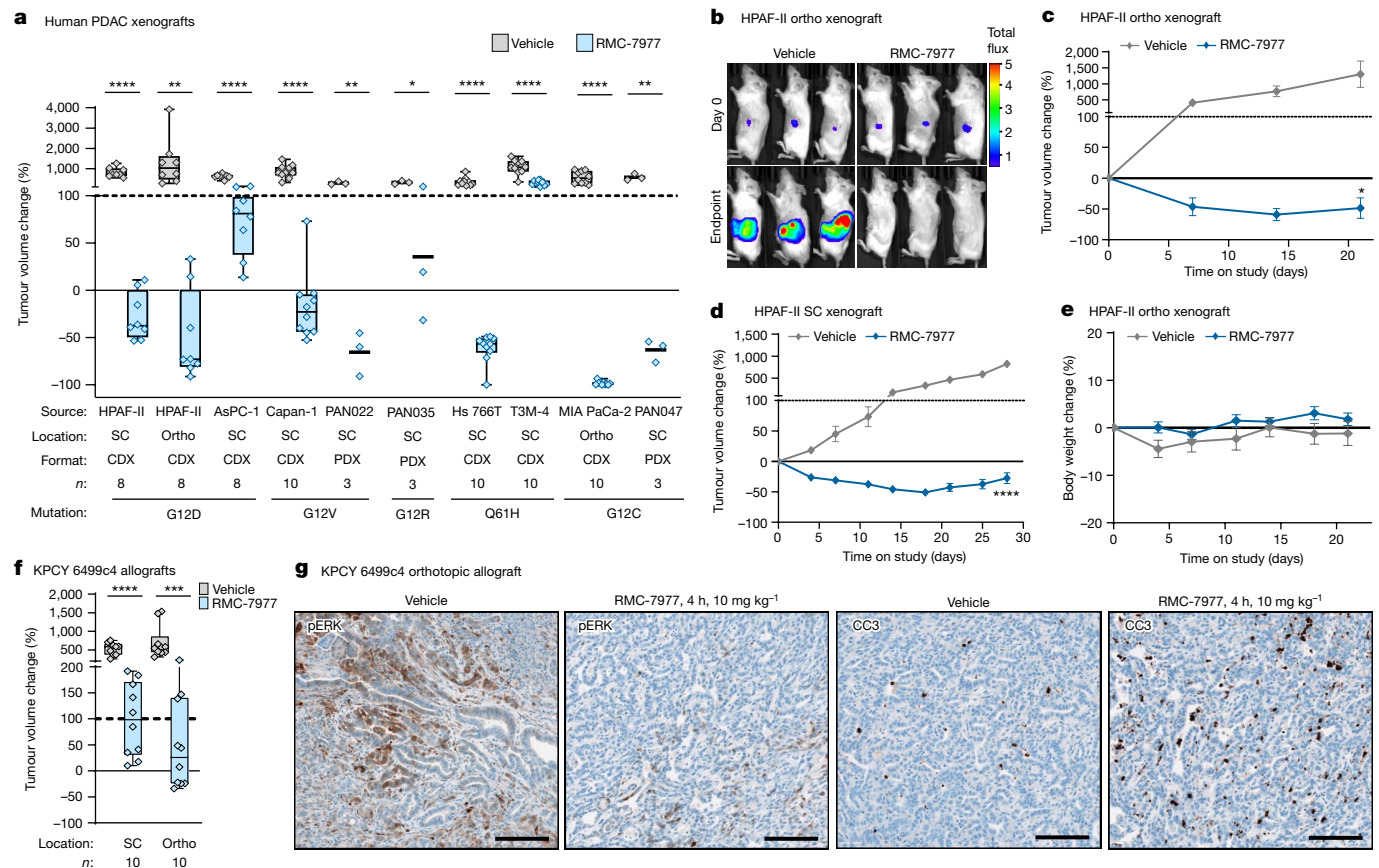 a Human PDAC xenografts
Vehicle RMC-7977
**** ** **** **** ** * **** **** **** **
4,000
3,000
2,000
1,000
100
50
0
−50
−100
Tumour volume change (%)
Source: HPAF-II HPAF-II AsPC-1 Capan-1 PAN022 PAN035 Hs 766T T3M-4 MIA PaCa-2 PAN047
Location: SC Ortho SC SC SC SC SC SC Ortho SC
Format: CDX CDX CDX CDX PDX PDX CDX CDX CDX PDX
n: 8 8 8 10 3 3 10 10 10 3
Mutation: G12D G12V G12R Q61H G12C
b HPAF-II ortho xenograft
Vehicle RMC-7977
Total
flux
5
4
3
2
1
Day 0
Endpoint
c HPAF-II ortho xenograft
Vehicle RMC-7977
2,000
1,500
1,000
500
100
50
0
−50
−100
Tumour volume change (%)
*
0 5 10 15 20
Time on study (days)
d HPAF-II SC xenograft
Vehicle RMC-7977
1,500
1,000
500
100
50
0
−50
−100
Tumour volume change (%)
****
0 5 10 15 20 25 30
Time on study (days)
e HPAF-II ortho xenograft
Vehicle RMC-7977
20
10
0
−10
−20
Body weight change (%)
0 5 10 15 20
Time on study (days)
f KPCY 6499c4 allografts
Vehicle
RMC-7977
**** ***
2,000
1,500
1,000
500
200
150
100
50
0
−50
−100
Tumour volume change (%)
Location: SC Ortho
n: 10 10
g KPCY 6499c4 orthotopic allograft
Vehicle RMC-7977, 4 h, 10 mg kg⁻¹ Vehicle RMC-7977, 4 h, 10 mg kg⁻¹
pERK pERK CC3 CC3